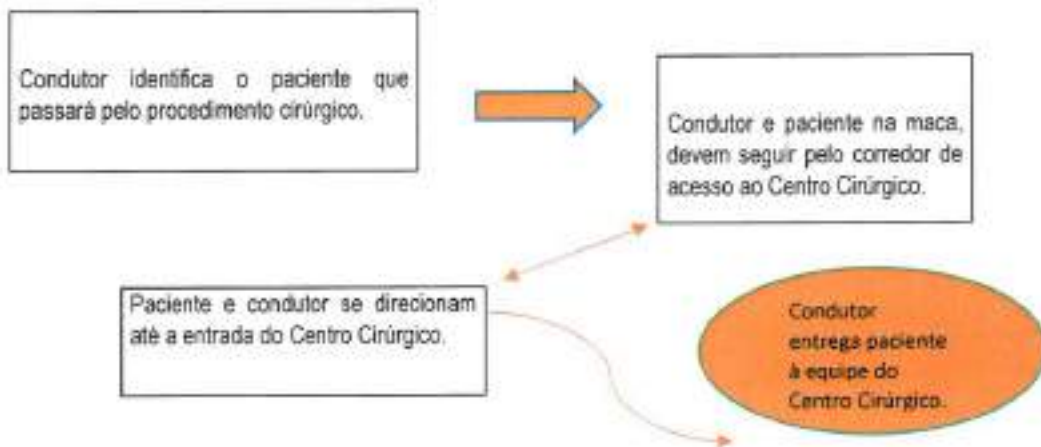 Condutor identifica o paciente que
passará pelo procedimento cirúrgico.
Condutor e paciente na maca,
devem seguir pelo corredor de
acesso ao Centro Cirúrgico.
Paciente e condutor se direcionam
até a entrada do Centro Cirúrgico.
Condutor
entrega paciente
à equipe do
Centro Cirúrgico.